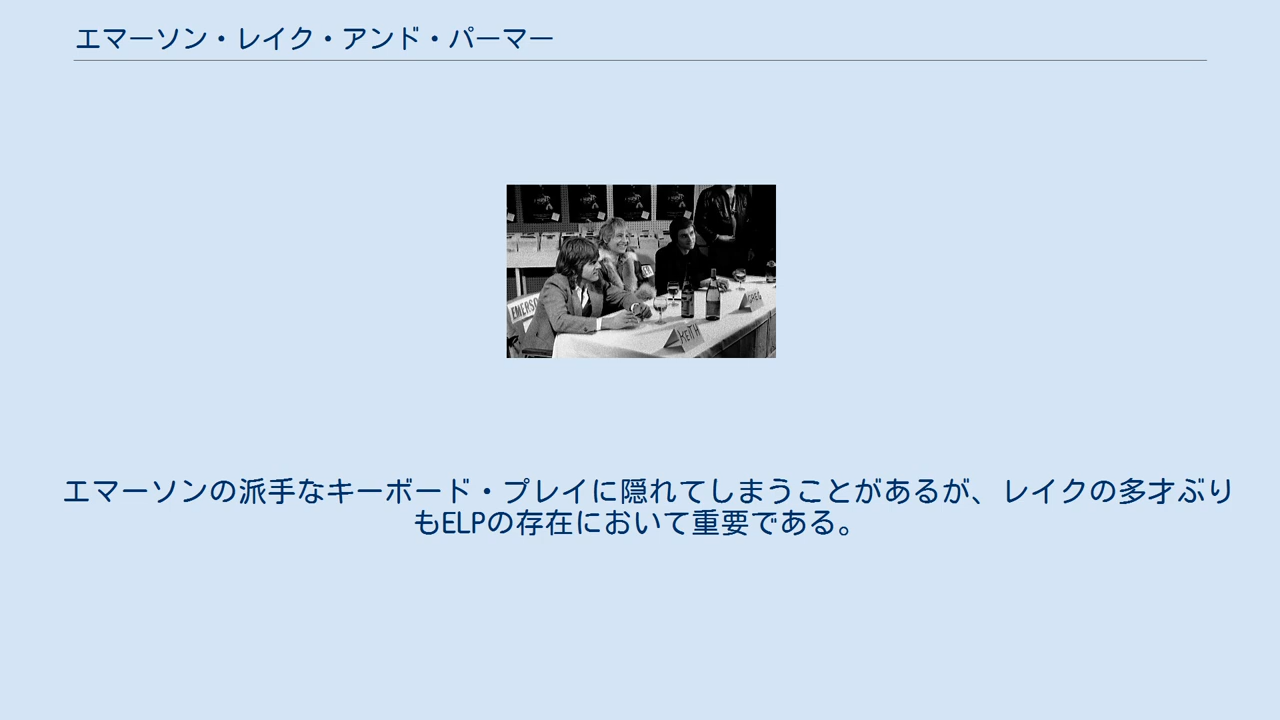 エマーソン・レイク・アンド・パーマー
KEITH
エマーソンの派手なキーボード・プレイに隠れてしまうことがあるが、レイクの多才ぶり
もELPの存在において重要である。